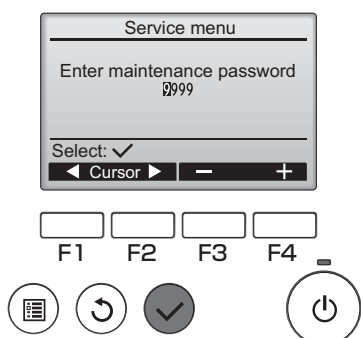 Service menu
Enter maintenance password
9999
Select: ✓
◀ Cursor ▶ − +
F1 F2 F3 F4